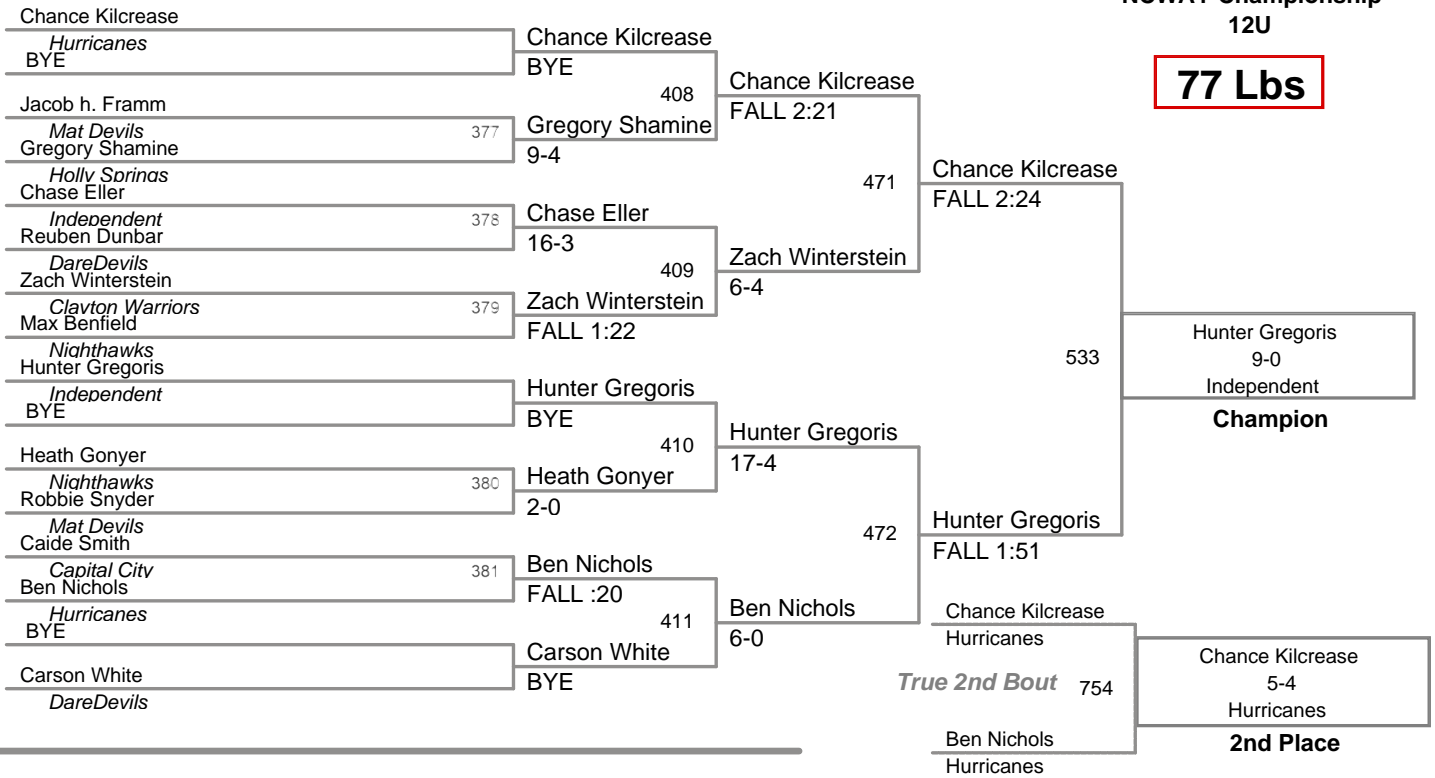 Championship
12U
77 Lbs
Chance Kilcrease
Hurricanes
BYE
Jacob h. Framm
Mat Devils
377
Gregory Shamine
Holly Springs
Chase Eller
Independent
378
Reuben Dunbar
DareDevils
Zach Winterstein
Clayton Warriors
379
Max Benfield
Nighthawks
Hunter Gregoris
Independent
BYE
Heath Gonyer
Nighthawks
380
Robbie Snyder
Mat Devils
Caide Smith
Capital City
381
Ben Nichols
Hurricanes
BYE
Carson White
DareDevils
Chance Kilcrease
BYE
408
Gregory Shamine
9-4
Chase Eller
16-3
409
Zach Winterstein
FALL 1:22
Hunter Gregoris
BYE
410
Heath Gonyer
2-0
Ben Nichols
FALL :20
411
Carson White
BYE
Chance Kilcrease
FALL 2:21
471
Zach Winterstein
6-4
Hunter Gregoris
17-4
472
Ben Nichols
6-0
Chance Kilcrease
FALL 2:24
533
Hunter Gregoris
FALL 1:51
Hunter Gregoris
9-0
Independent
Champion
Chance Kilcrease
Hurricanes
True 2nd Bout 754
Ben Nichols
Hurricanes
Chance Kilcrease
5-4
Hurricanes
2nd Place